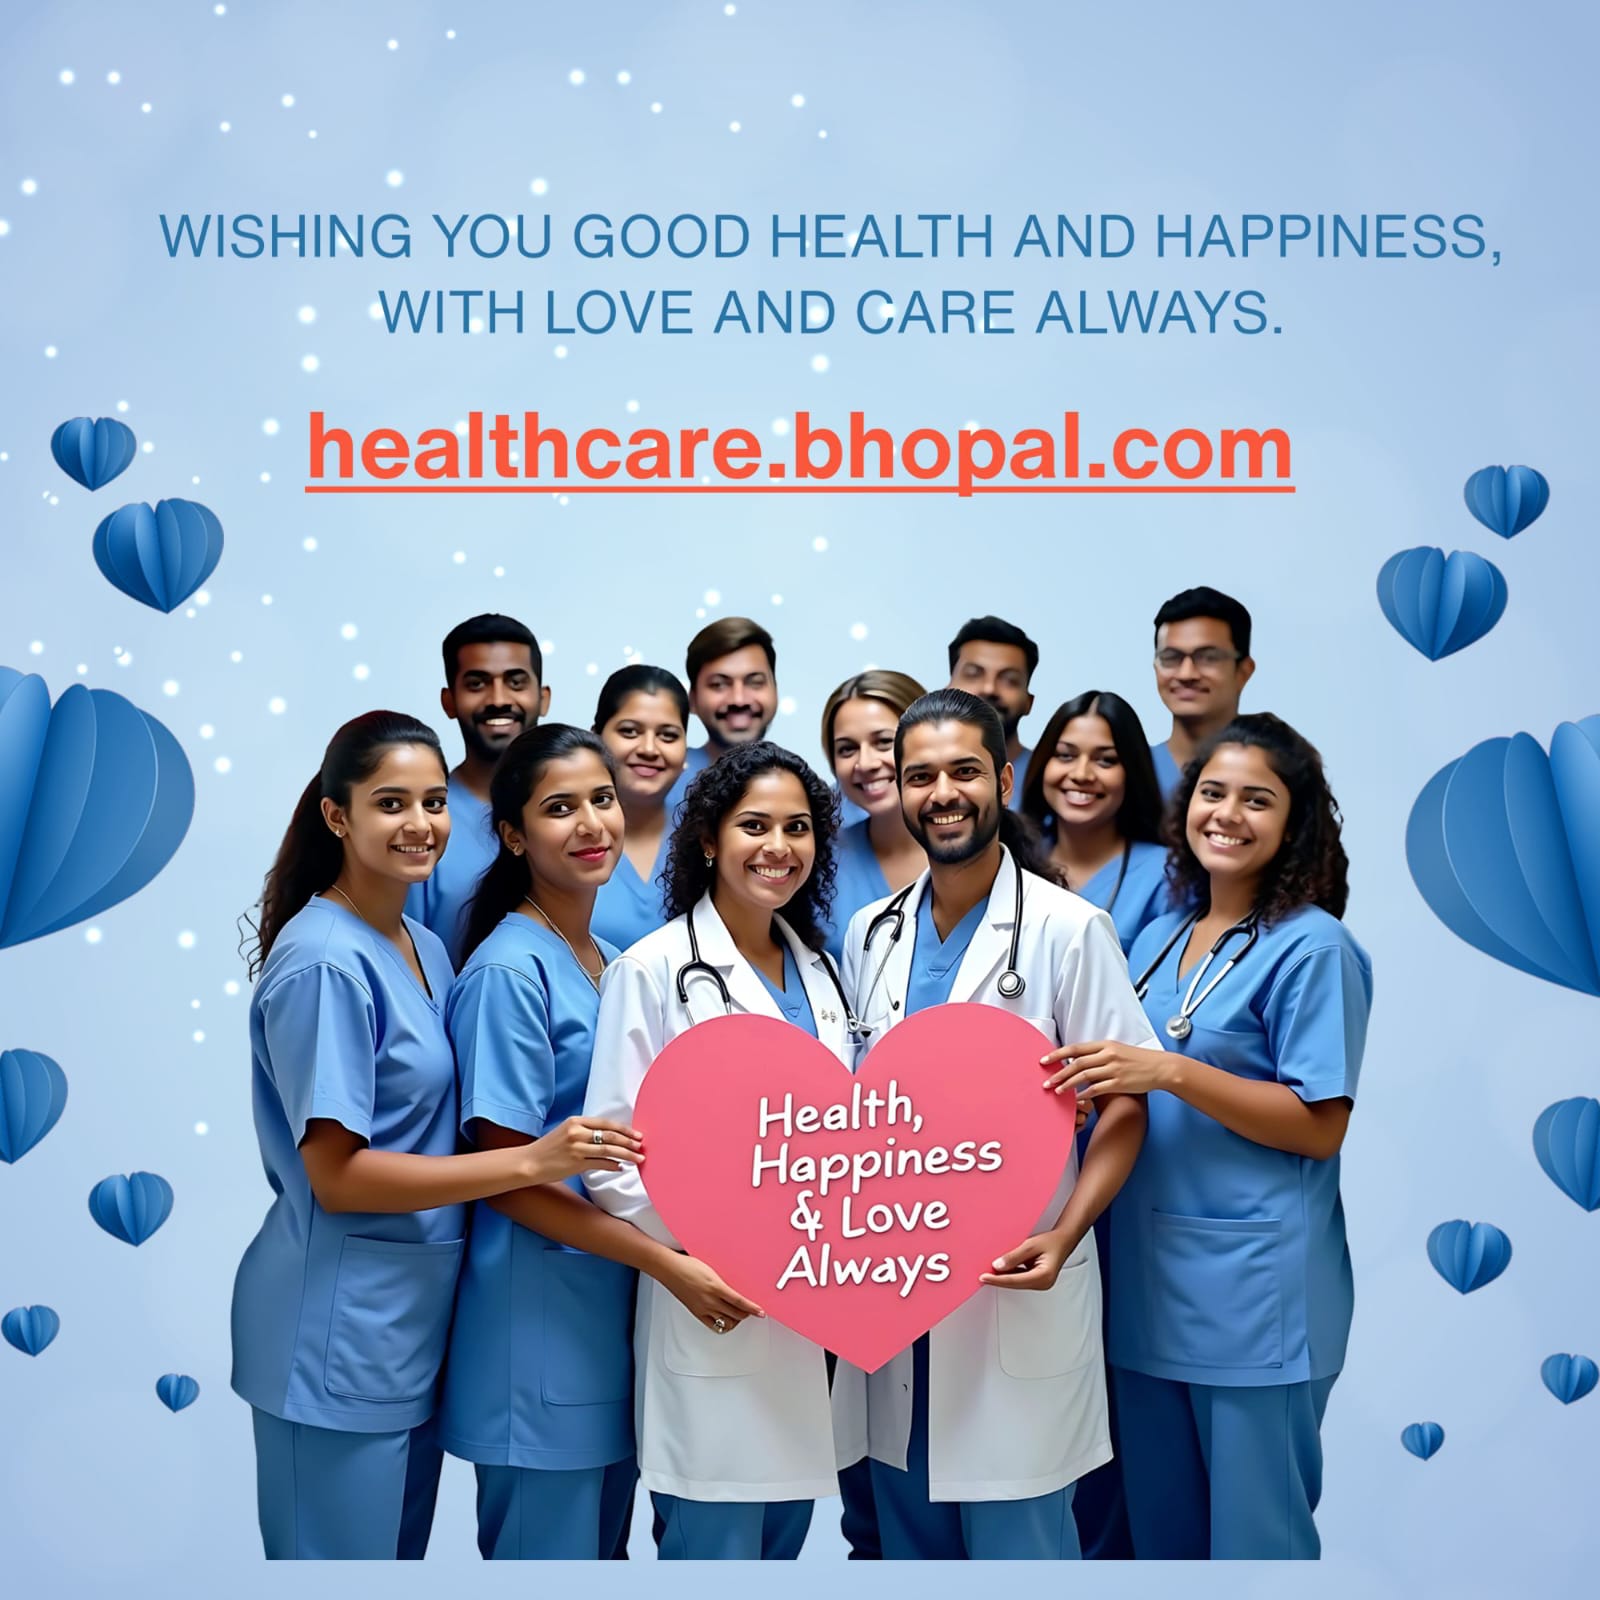 WISHING YOU GOOD HEALTH AND HAPPINESS,
WITH LOVE AND CARE ALWAYS.
healthcare.bhopal.com
Health,
Happiness
& Love
Always